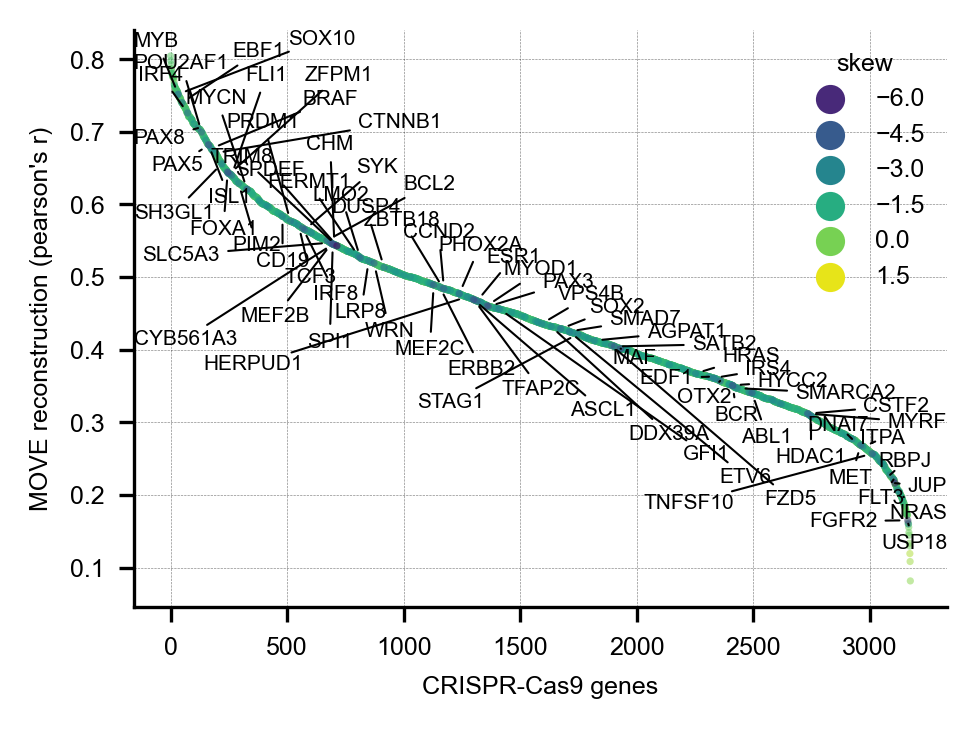 MYB
SOX10
EBF1
POU2AF1
IRF4
FLI1
ZFPM1
MYCN
BRAF
PRDM1
CTNNB1
PAX8
CHM
PAX5
TRIM8
SPDEF
SYK
FERMT1
BCL2
ISL1
LMO2
DUSP4
SH3GL1
ZBTB18
FOXA1
CCND2
PIM2
PHOX2A
SLC5A3
ESR1
CD19
MYOD1
TCF3
PAX3
IRF8
VPS4B
MEF2B
LRP8
SOX2
SMAD7
CYB561A3
SPI1
WRN
AGPAT1
MEF2C
SATB2
HERPUD1
MAF
HRAS
ERBB2
EDF1
IRS4
HYCC2
STAG1
TFAP2C
OTX2
SMARCA2
ASCL1
BCR
CSTF2
MYRF
DDX39A
ABL1
DNAI7
ITPA
GFI1
HDAC1
RBPJ
ETV6
MET
JUP
TNFSF10
FZD5
FLT3
NRAS
FGFR2
USP18
skew
−6.0
−4.5
−3.0
−1.5
0.0
1.5
0.8
0.7
0.6
0.5
0.4
0.3
0.2
0.1
MOVE reconstruction (pearson's r)
0
500
1000
1500
2000
2500
3000
CRISPR-Cas9 genes